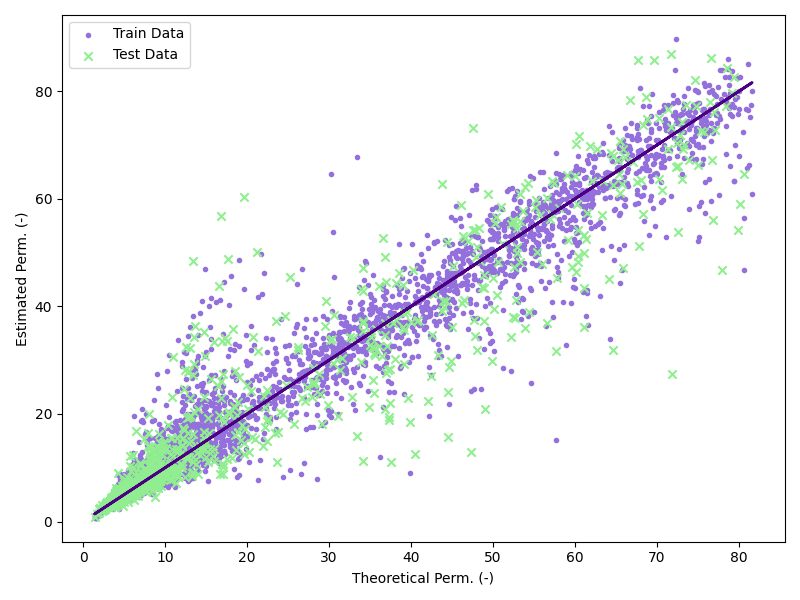 Train Data
Test Data
Estimated Perm. (-)
80
60
40
20
0
0 10 20 30 40 50 60 70 80
Theoretical Perm. (-)